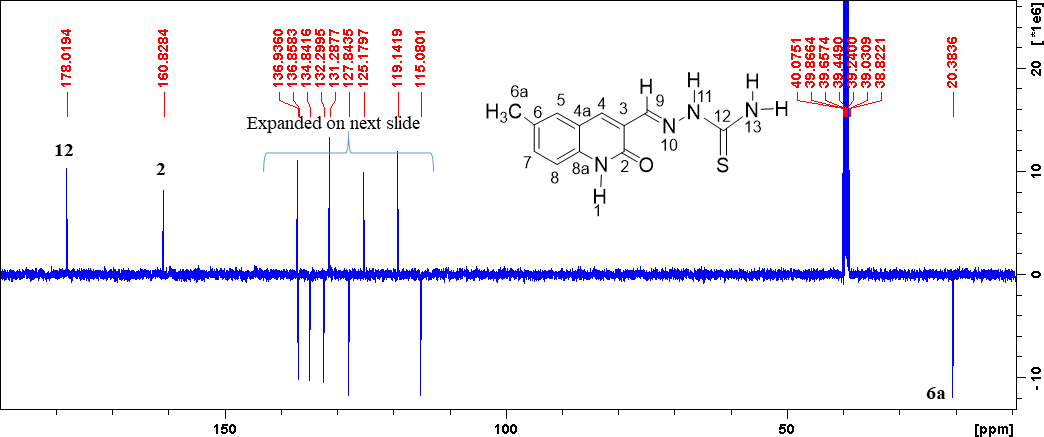 178.0194
160.8284
136.9360
136.8583
134.8416
132.2995
131.2877
127.8435
125.1797
119.1419
115.0801
40.0751
39.8664
39.6574
39.4490
39.2400
39.0309
38.8221
20.3836
[ *1e6]
20
10
0
-10
Expanded on next slide
12
2
6a
6a
H3C
6
5
4a
4
3
H
9
N
10
H
N
11
12
S
H
N
13
H
7
8
8a
N
H
1
2
O
150
100
50
[ppm]